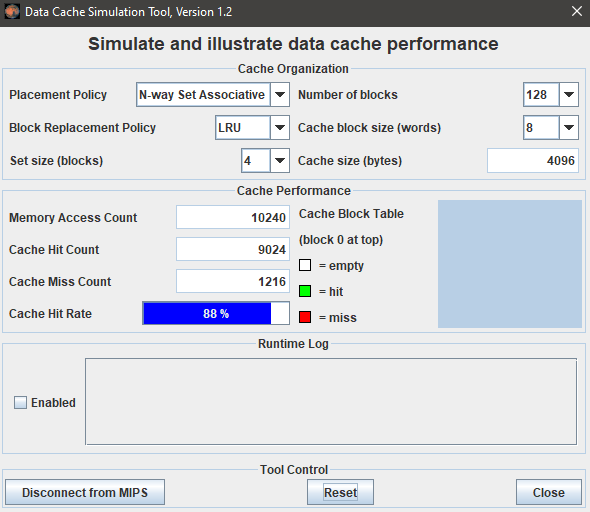 Data Cache Simulation Tool, Version 1.2
Simulate and illustrate data cache performance
Cache Organization
Placement Policy N-way Set Associative Number of blocks 128
Block Replacement Policy LRU Cache block size (words) 8
Set size (blocks) 4 Cache size (bytes) 4096
Cache Performance
Memory Access Count 10240 Cache Block Table
Cache Hit Count 9024 (block 0 at top)
= empty
Cache Miss Count 1216 = hit
Cache Hit Rate 88 % = miss
Runtime Log
Enabled
Tool Control
Disconnect from MIPS Reset Close